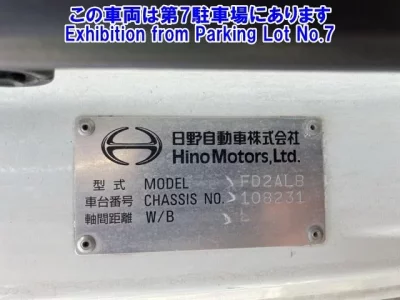 この車両は第7駐車場にあります
Exhibition from Parking Lot No.7
日野自動車株式会社
Hino Motors, Ltd.
型式 MODEL FD2ALB
車台番号 CHASSIS NO. 108231
軸間距離 W/B L